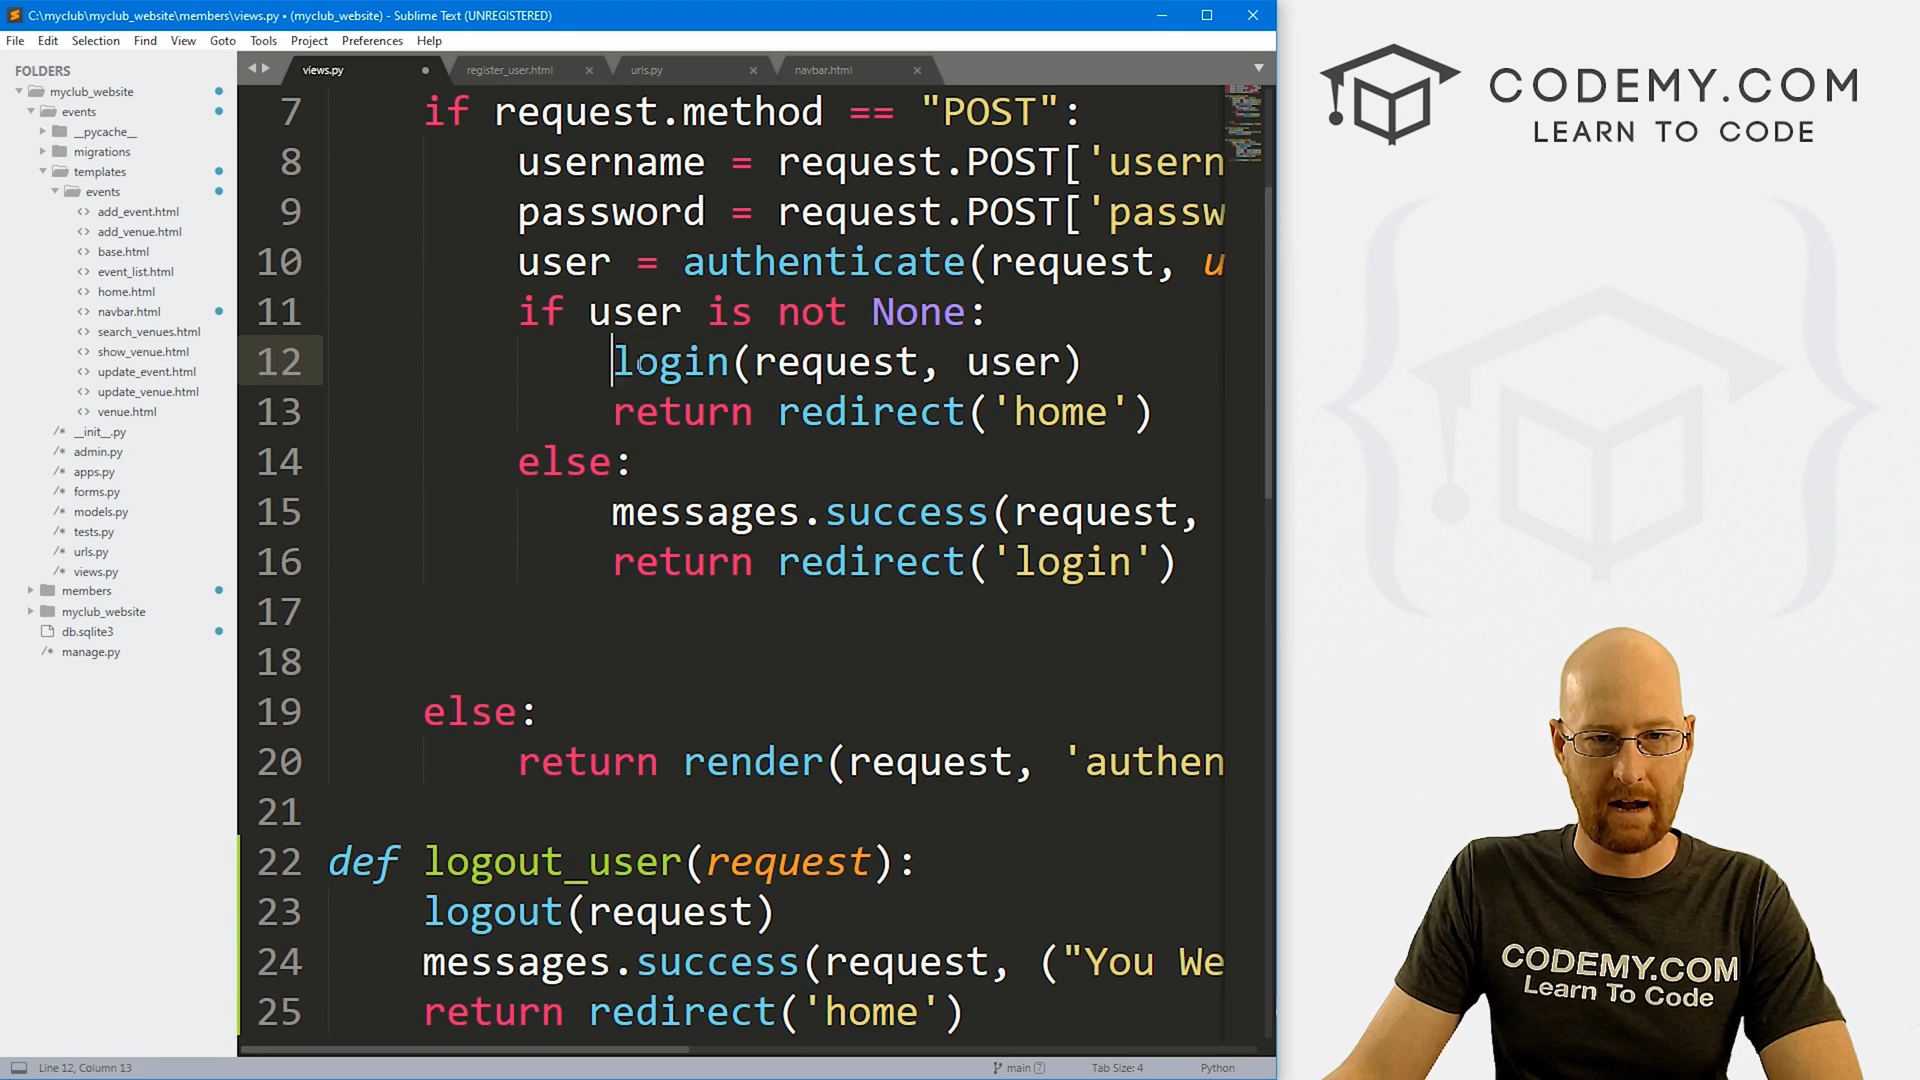 C:\myclub\myclub_website\members\views.py • (myclub_website) - Sublime Text (UNREGISTERED)
File Edit Selection Find View Goto Tools Project Preferences Help
FOLDERS
myclub_website
events
__pycache__
migrations
templates
events
add_event.html
add_venue.html
base.html
event_list.html
home.html
navbar.html
search_venues.html
show_venue.html
update_event.html
update_venue.html
venue.html
__init__.py
admin.py
apps.py
forms.py
models.py
tests.py
urls.py
views.py
members
myclub_website
db.sqlite3
manage.py
views.py register_user.html urls.py navbar.html
7 if request.method == "POST":
8 username = request.POST['usern
9 password = request.POST['passw
10 user = authenticate(request, u
11 if user is not None:
12 login(request, user)
13 return redirect('home')
14 else:
15 messages.success(request,
16 return redirect('login')
17
18
19 else:
20 return render(request, 'authen
21
22 def logout_user(request):
23 logout(request)
24 messages.success(request, ("You We
25 return redirect('home')
Line 12, Column 13 main 7 Tab Size: 4 Python
CODEMY.COM
LEARN TO CODE
CODEMY.COM
Learn To Code